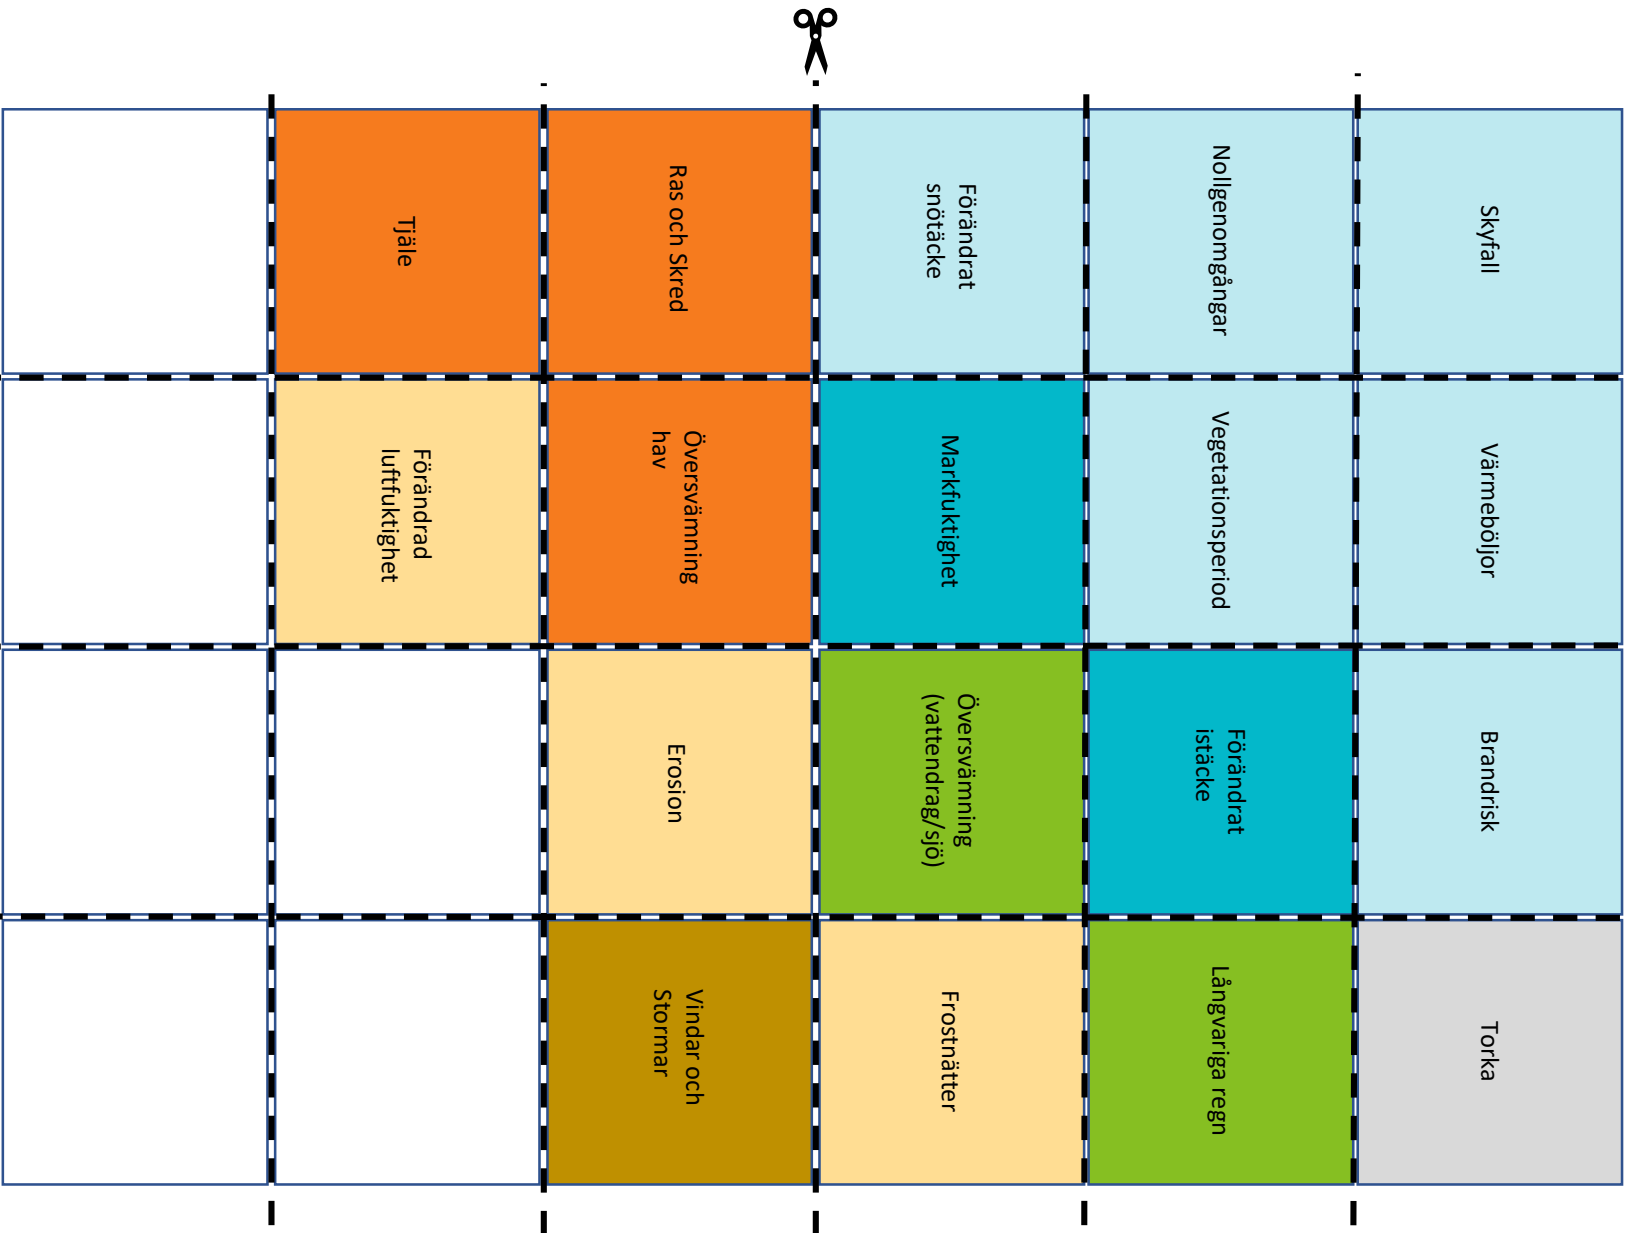 Skyfall
Värmeböljor
Brandrisk
Torka
Nollgenomgångar
Vegetationsperiod
Förändrat
istäcke
Långvariga regn
Förändrat
snötäcke
Markfuktighet
Översvämning
(vattendrag/sjö)
Frostnätter
Ras och Skred
Översvämning
hav
Erosion
Vindar och
Stormar
Tjäle
Förändrad
luftfuktighet